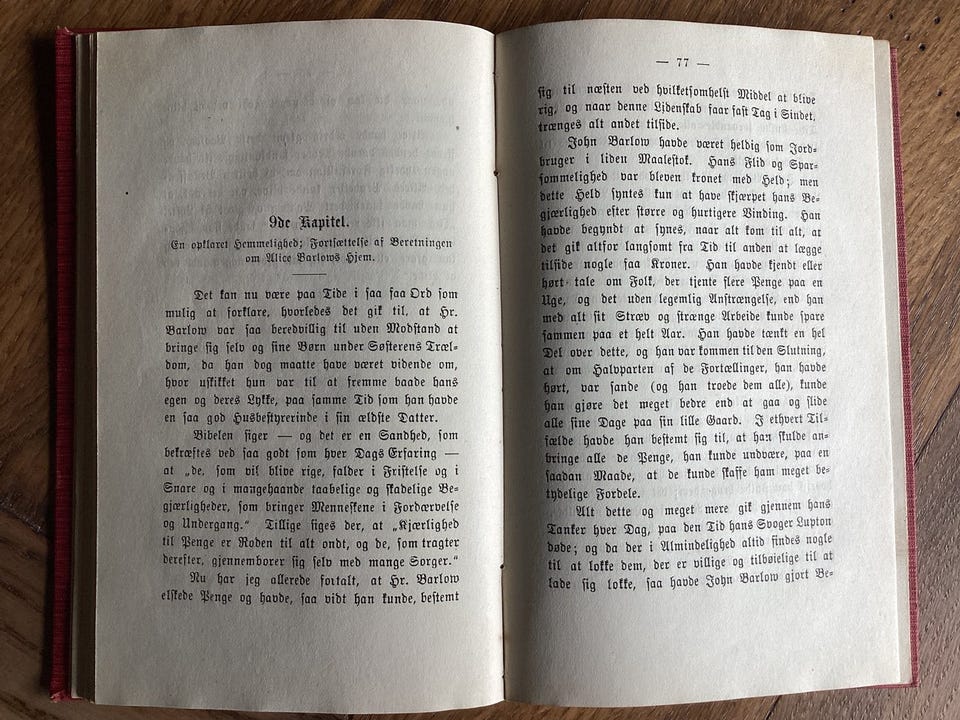 9de Kapitel.
En opklaret Hemmelighed; Fortsættelse af Beretningen
om Alice Barlows Hjem.
Det kan nu være paa Tide i saa faa Ord som
mulig at forklare, hvorledes det gik til, at Hr.
Barlow var saa beredvillig til uden Modstand at
bringe sig selv og sine Børn under Søsterens Træl-
dom, da han dog maatte have været vidende om,
hvor uskikket hun var til at fremme baade hans
egen og deres Lykke, paa samme Tid som han havde
en saa god Husbestyrerinde i sin ældste Datter.
Bibelen siger — og det er en Sandhed, som
bekræftes ved saa godt som hver Dags Erfaring —
at „de, som vil blive rige, falder i Fristelse og i
Snare og i mangehaande taabelige og skadelige Be-
gjærligheder, som bringer Menneskene i Fordærvelse
og Undergang.“ Tillige siges der, at „Kjærlighed
til Penge er Roden til alt ondt, og de, som tragter
derefter, gjennemborer sig selv med mange Sorger.“
Nu har jeg allerede fortalt, at Hr. Barlow
elskede Penge og havde, saa vidt han kunde, bestemt
— 77 —
sig til næsten ved hvilketsomhelst Middel at blive
rig, og naar denne Lidenskab faar fast Tag i Sindet,
trænges alt andet tilside.
John Barlow havde været heldig som Jord-
bruger i liden Maalestok. Hans Flid og Spar-
sommelighed var bleven kronet med Held; men
dette Held syntes kun at have skjærpet hans Be-
gjærlighed efter større og hurtigere Vinding. Han
havde begyndt at synes, naar alt kom til alt, at
det gik altfor langsomt fra Tid til anden at lægge
tilside nogle faa Kroner. Han havde kjendt eller
hørt tale om Folk, der tjente flere Penge paa en
Uge, og det uden legemlig Anstrængelse, end han
med alt sit Stræv og strænge Arbeide kunde spare
sammen paa et helt Aar. Han havde tænkt en hel
Del over dette, og han var kommen til den Slutning,
at om Halvparten af de Fortællinger, han havde
hørt, var sande (og han troede dem alle), kunde
han gjøre det meget bedre end at gaa og slide
alle sine Dage paa sin lille Gaard. I ethvert Til-
fælde havde han bestemt sig til, at han skulde an-
bringe alle de Penge, han kunde undvære, paa en
saadan Maade, at de kunde skaffe ham meget be-
tydelige Fordele.
Alt dette og meget mere gik gjennem hans
Tanker hver Dag, paa den Tid hans Svoger Lupton
døde; og da der i Almindelighed altid findes nogle
til at lokke dem, der er villige og tilbøielige til at
lade sig lokke, saa havde John Barlow gjort Be-